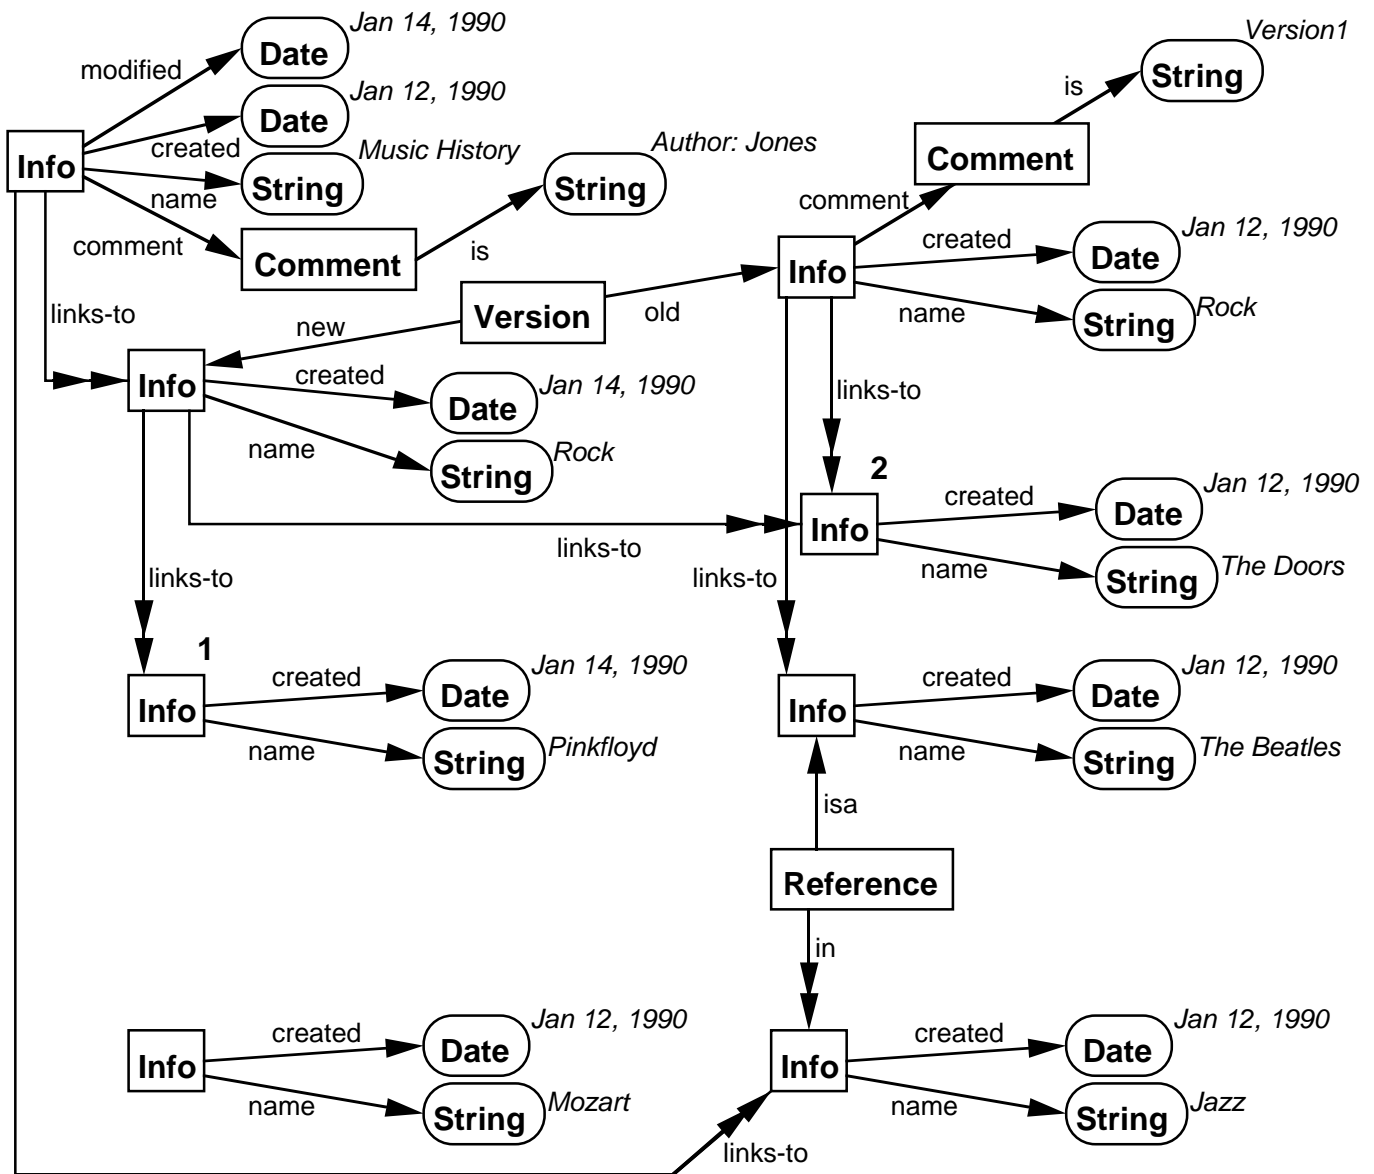 Jan 14, 1990
Version1
Date
modified
String
is
Jan 12, 1990
Date
created
Music History
Author: Jones
Info
String
String
Comment
name
comment
comment
Comment
is
created
Jan 12, 1990
Info
Date
links-to
new
Version
old
name
String
Rock
Info
created
Jan 14, 1990
Date
links-to
name
String
Rock
2
created
Jan 12, 1990
Info
Date
links-to
links-to
links-to
name
String
The Doors
1
created
Jan 14, 1990
Info
Date
name
String
Pinkfloyd
created
Jan 12, 1990
Info
Date
name
String
The Beatles
isa
Reference
in
created
Jan 12, 1990
Info
Date
name
String
Mozart
created
Jan 12, 1990
Info
Date
name
String
Jazz
links-to